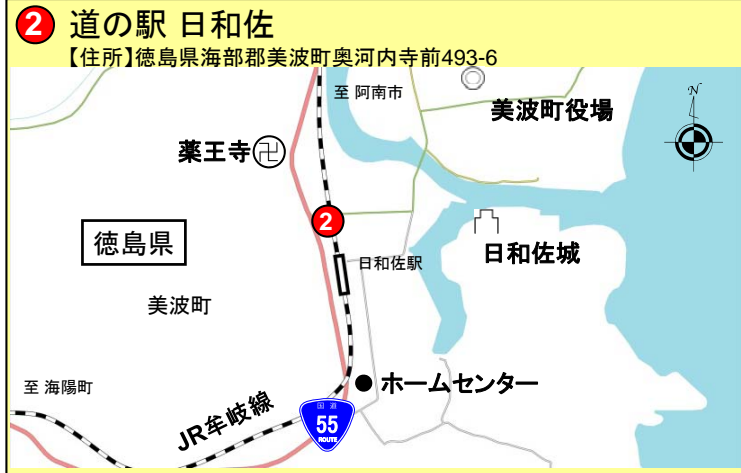 2 道の駅 日和佐
【住所】徳島県海部郡美波町奥河内寺前493-6
至 阿南市
美波町役場
N
薬王寺卍
2
徳島県
日和佐駅
日和佐城
美波町
至 海陽町
ホームセンター
JR牟岐線
国道
55
ROUTE